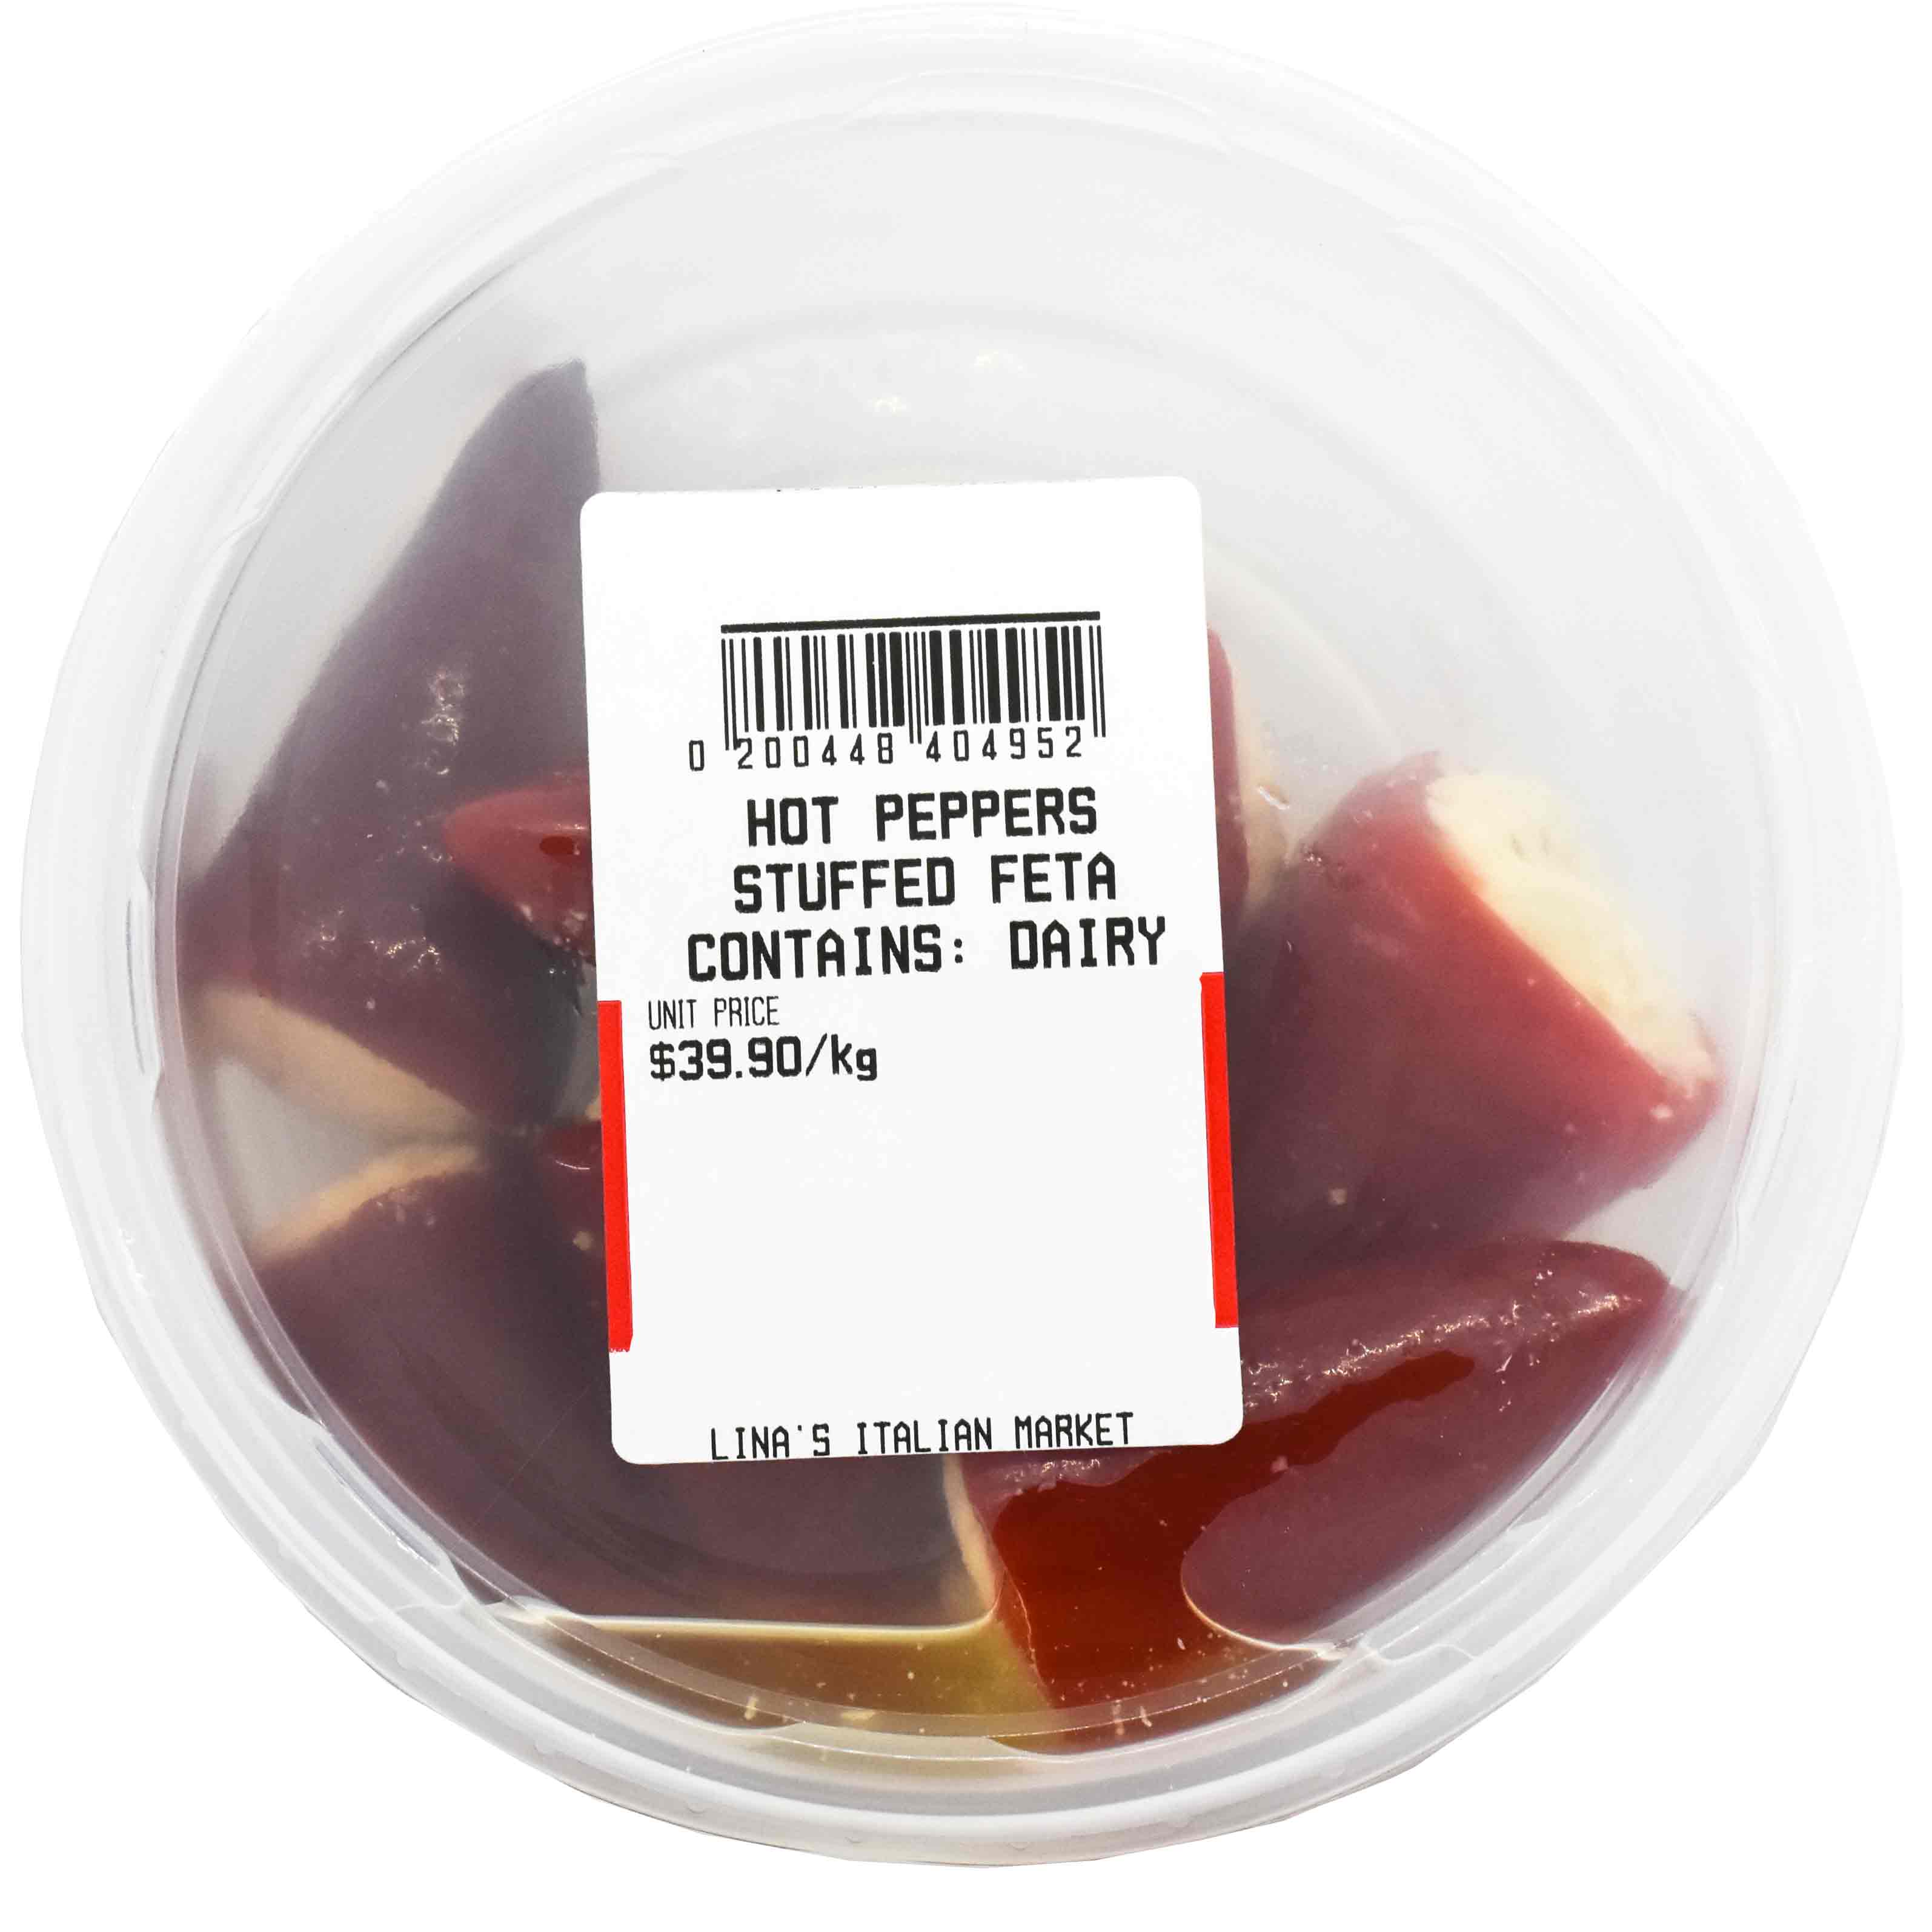 0 200448 404952
HOT PEPPERS
STUFFED FETA
CONTAINS: DAIRY
UNIT PRICE
$39.90/kg
LINA'S ITALIAN MARKET